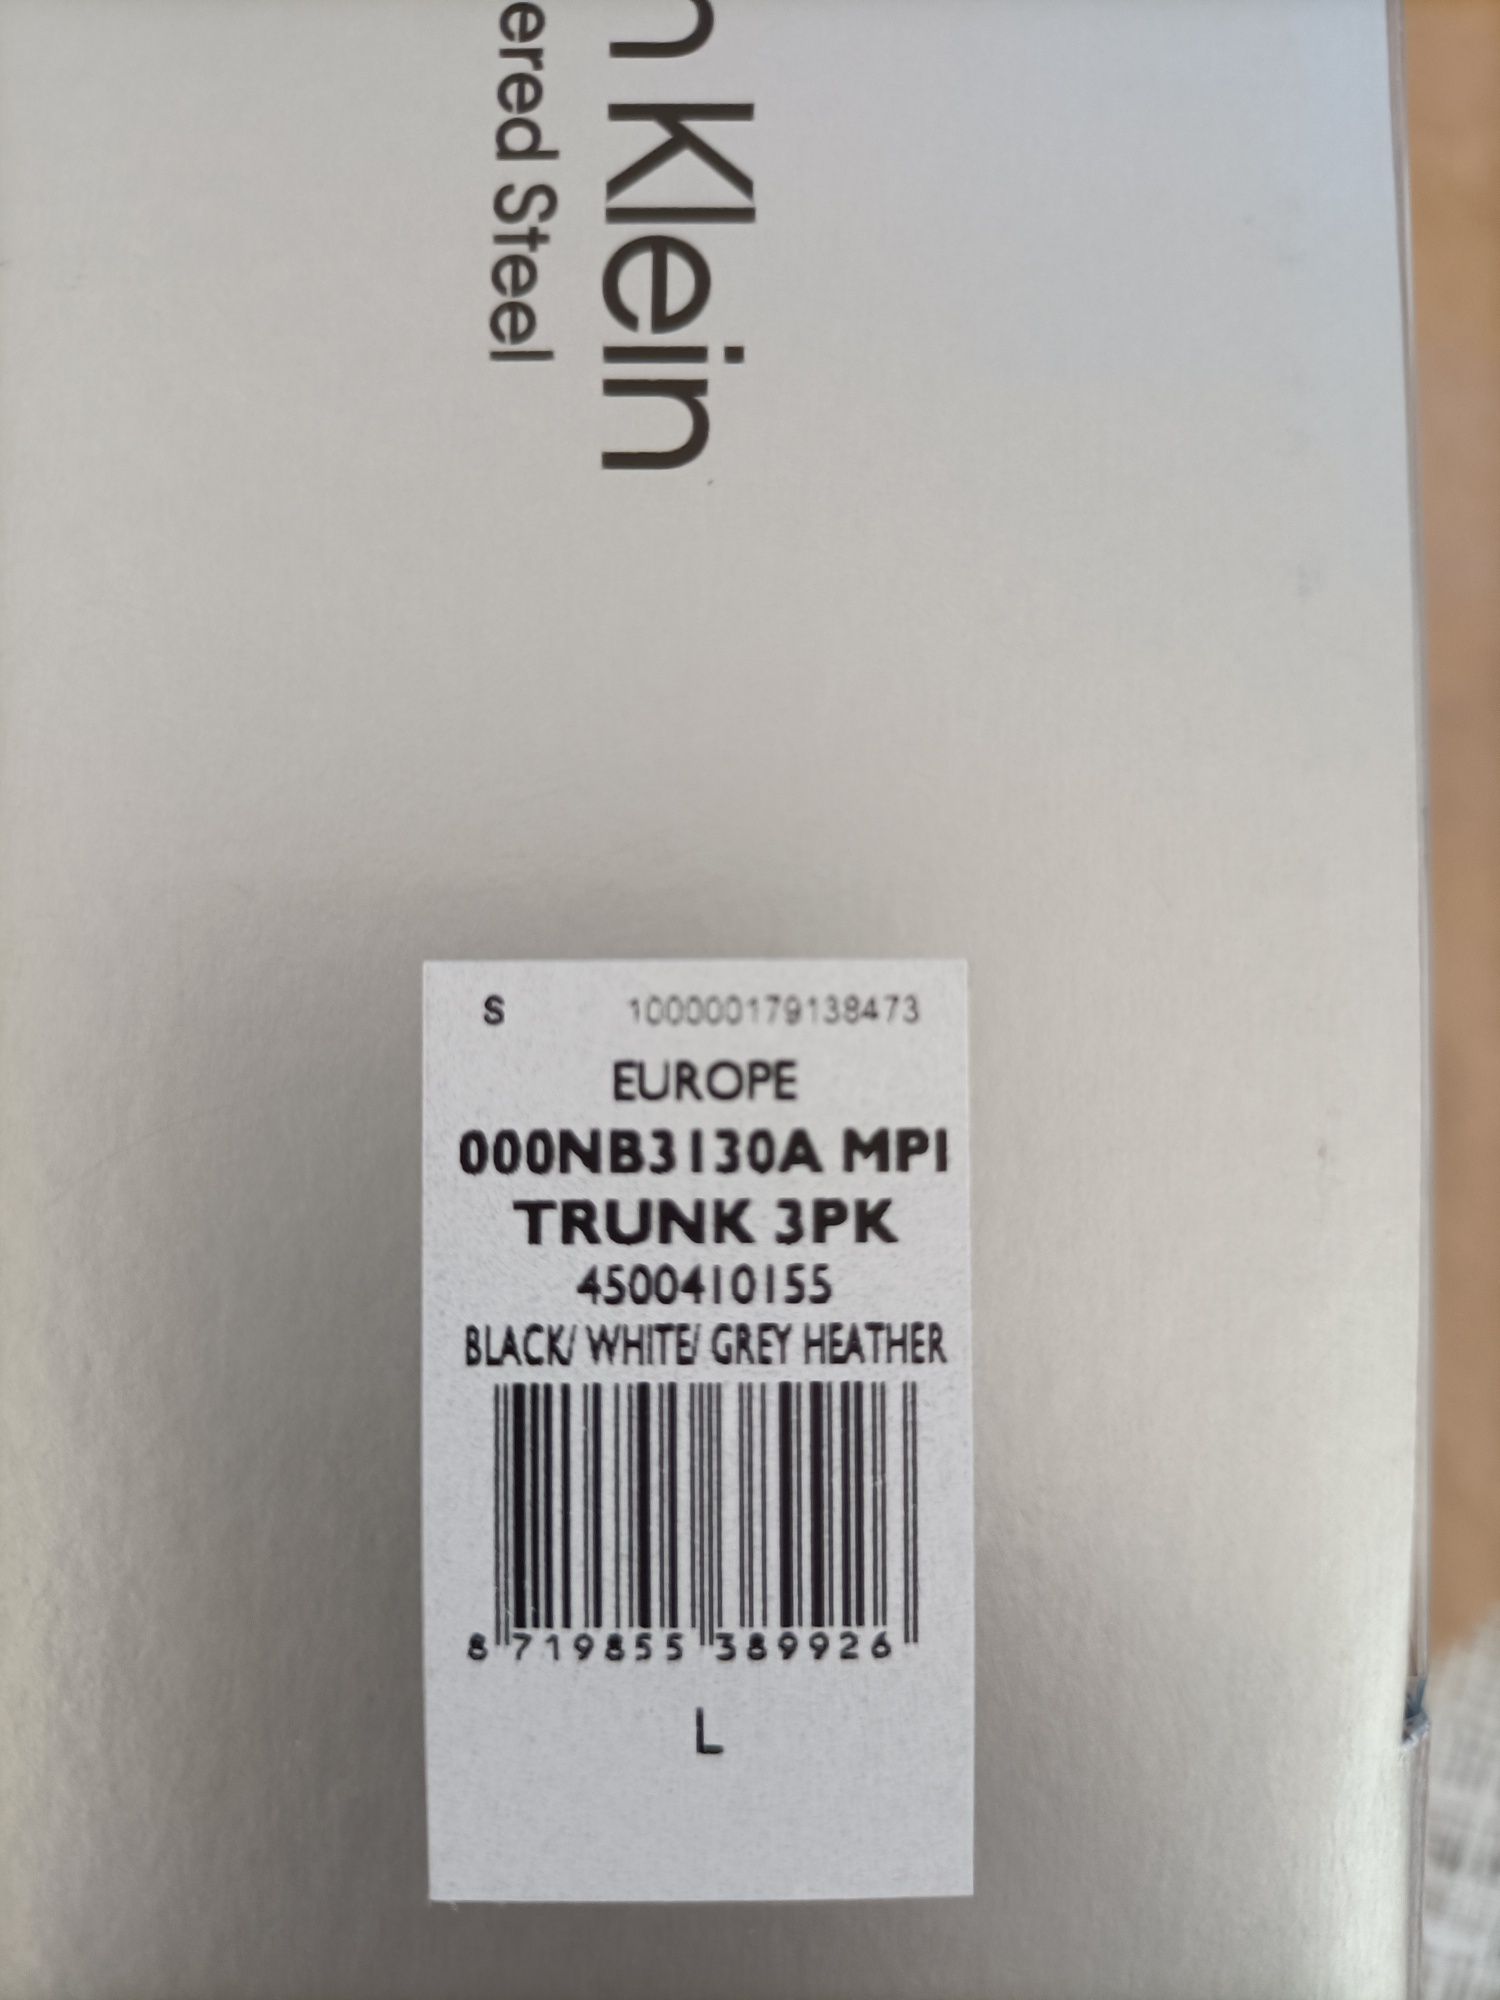 n Klein
ered Steel
S 100000179138473
EUROPE
000NB3130A MPI
TRUNK 3PK
4500410155
BLACK/ WHITE/ GREY HEATHER
8 719855 389926
L